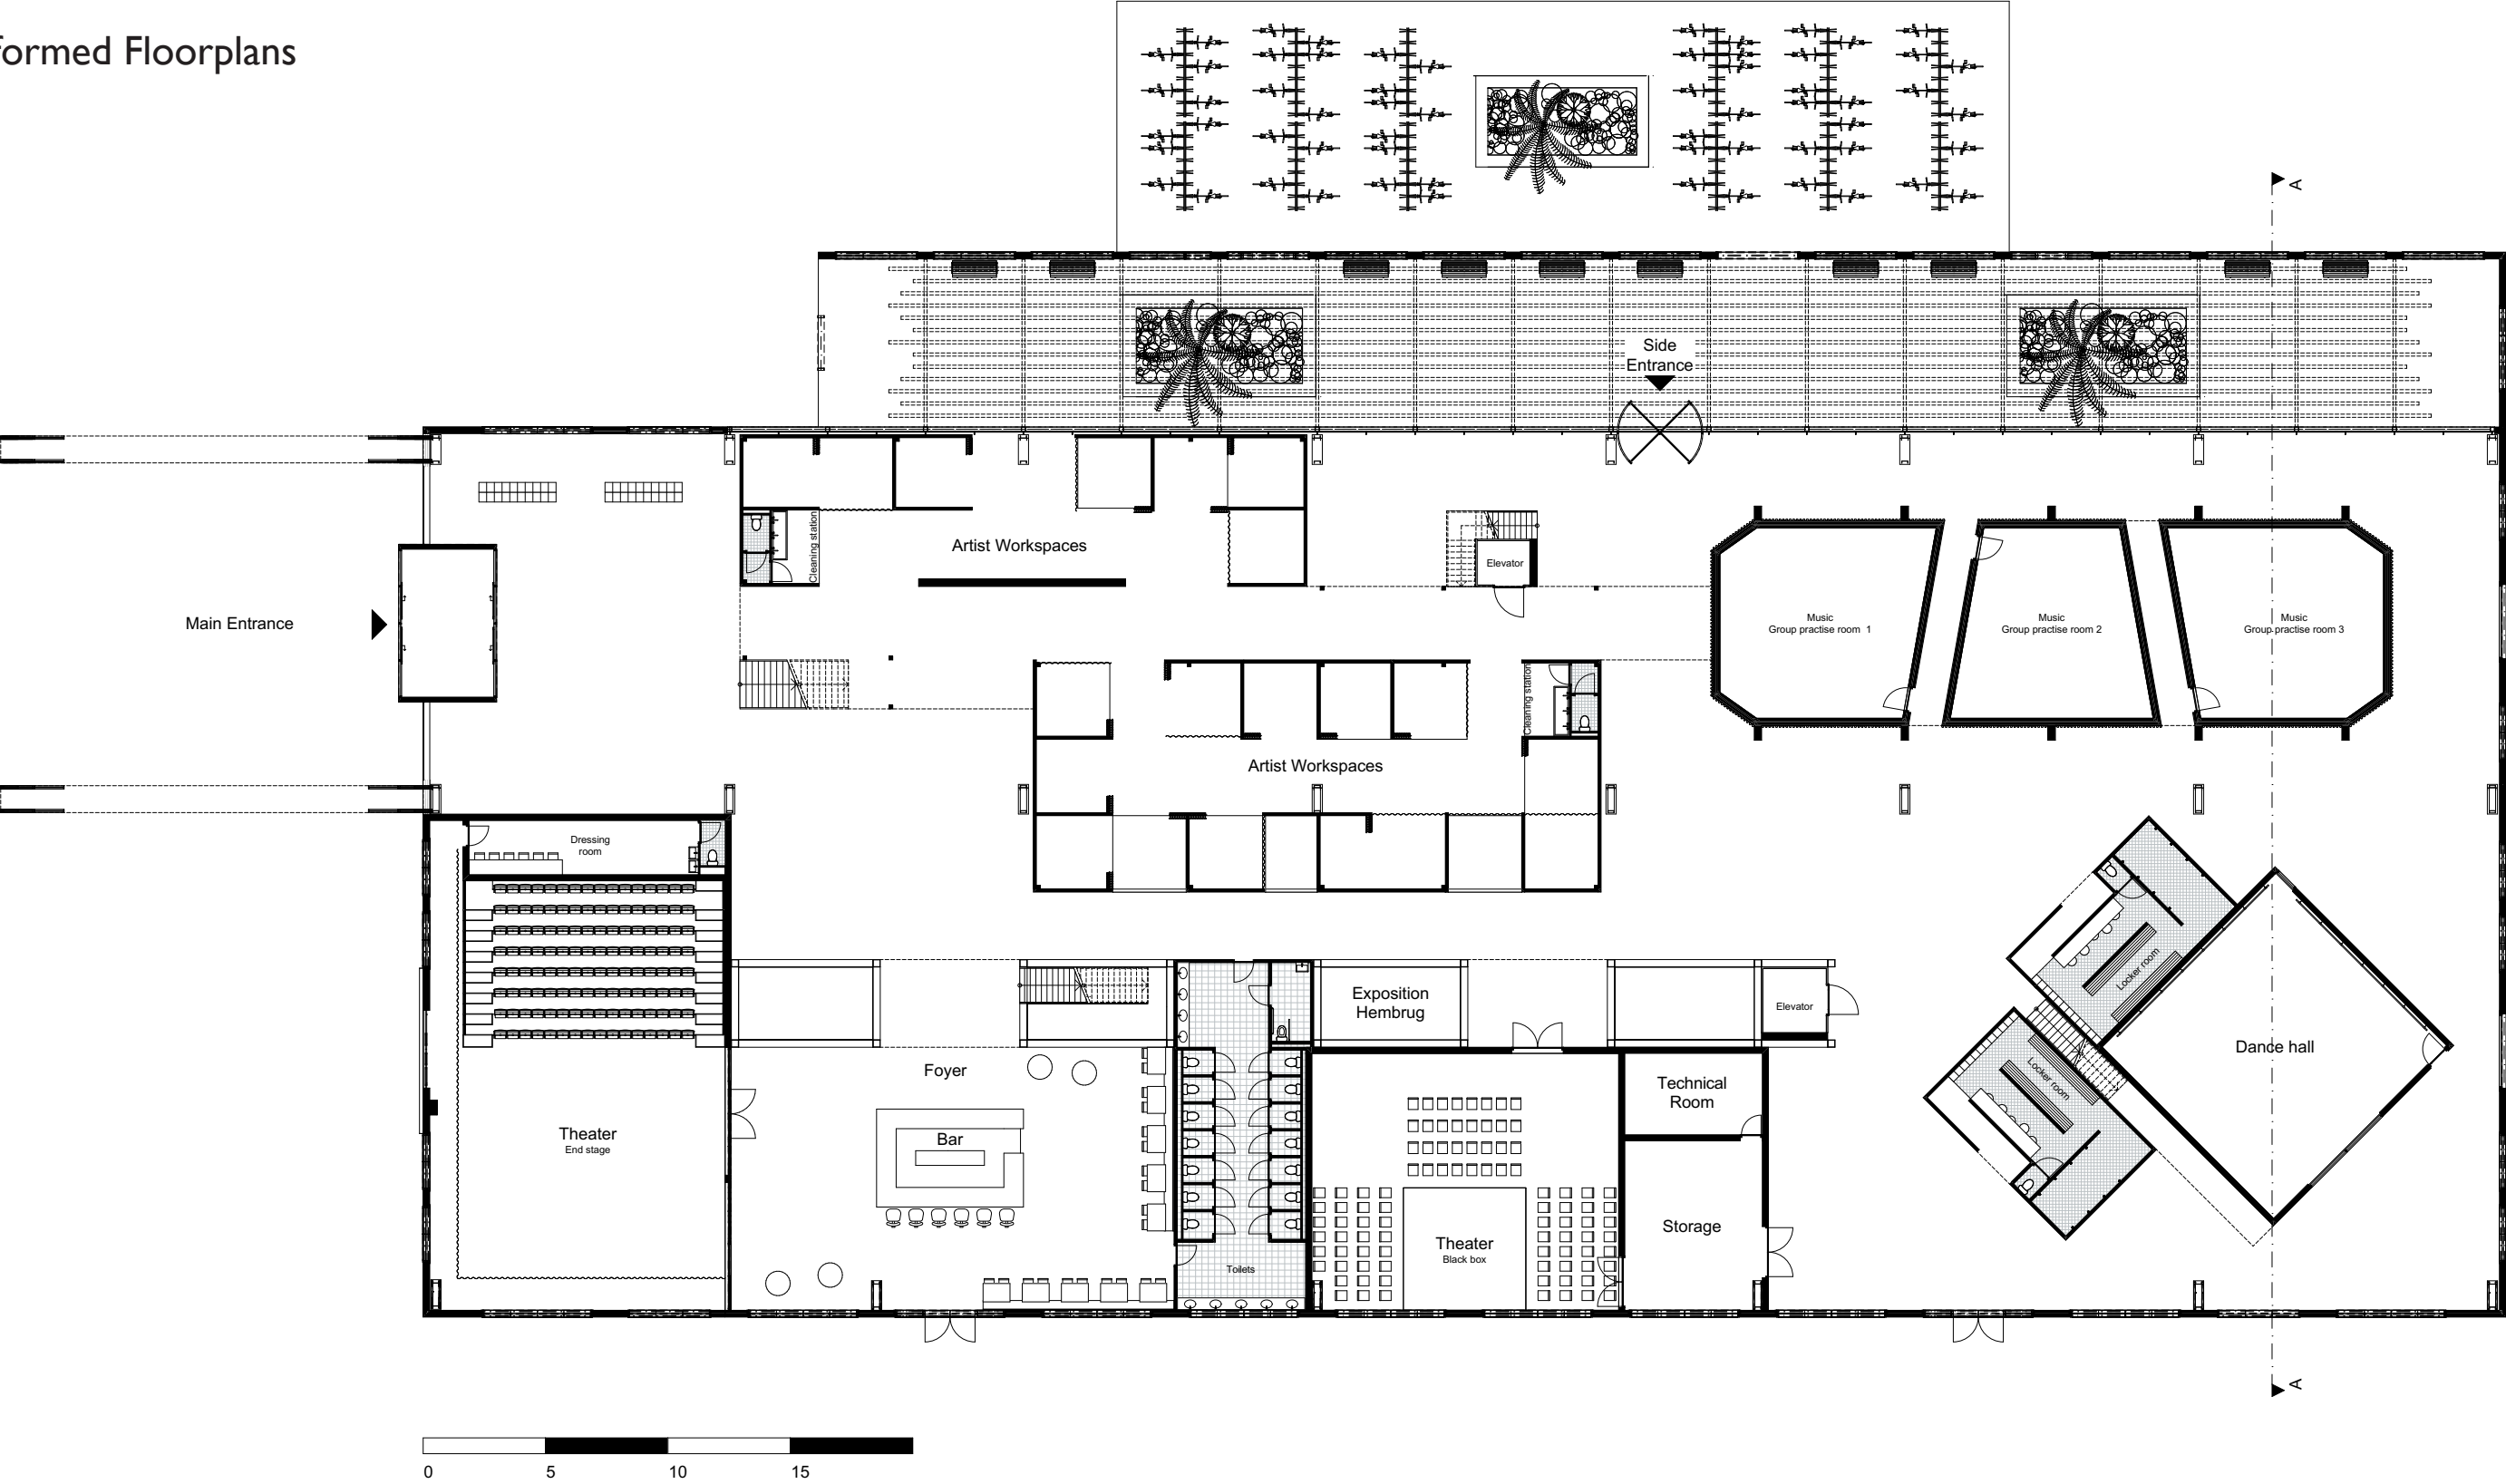 formed Floorplans
A
Side
Entrance
Cleaning station
Artist Workspaces
Elevator
Main Entrance
Music
Group practise room 1
Music
Group practise room 2
Music
Group practise room 3
Cleaning station
Artist Workspaces
Dressing
room
Locker room
Exposition
Hembrug
Elevator
Dance hall
Locker room
Foyer
Technical
Room
Bar
Theater
End stage
Storage
Theater
Black box
Toilets
A
0 5 10 15